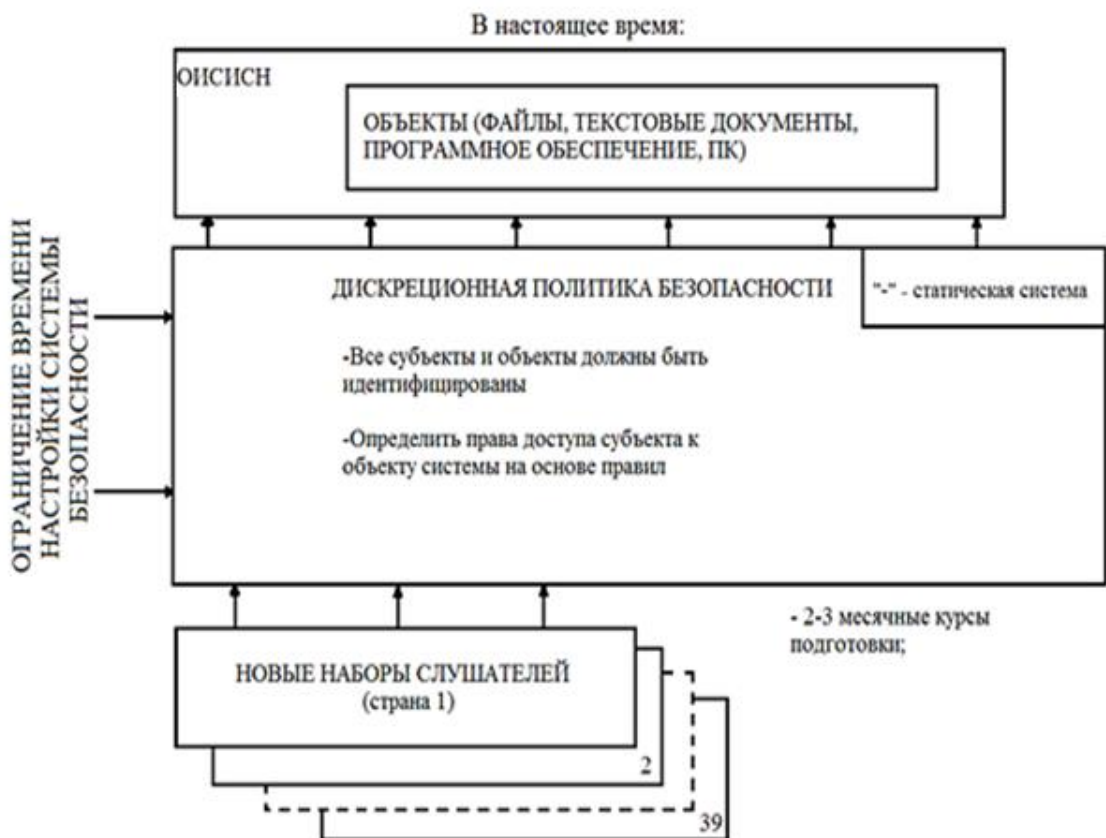 В настоящее время:
ОИСИСН
ОБЪЕКТЫ (ФАЙЛЫ, ТЕКСТОВЫЕ ДОКУМЕНТЫ,
ПРОГРАММНОЕ ОБЕСПЕЧЕНИЕ, ПК)
ОГРАНИЧЕНИЕ ВРЕМЕНИ
НАСТРОЙКИ СИСТЕМЫ
БЕЗОПАСНОСТИ
ДИСКРЕЦИОННАЯ ПОЛИТИКА БЕЗОПАСНОСТИ
"-" - статическая система
-Все субъекты и объекты должны быть
идентифицированы
-Определить права доступа субъекта к
объекту системы на основе правил
- 2-3 месячные курсы
подготовки;
НОВЫЕ НАБОРЫ СЛУШАТЕЛЕЙ
(страна 1)
2
39